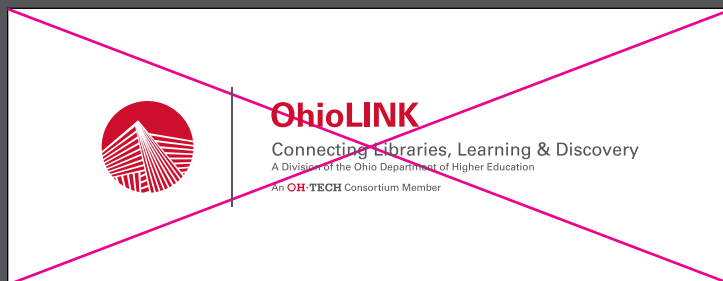 OhioLINK
Connecting Libraries, Learning & Discovery
A Division of the Ohio Department of Higher Education
An OH·TECH Consortium Member